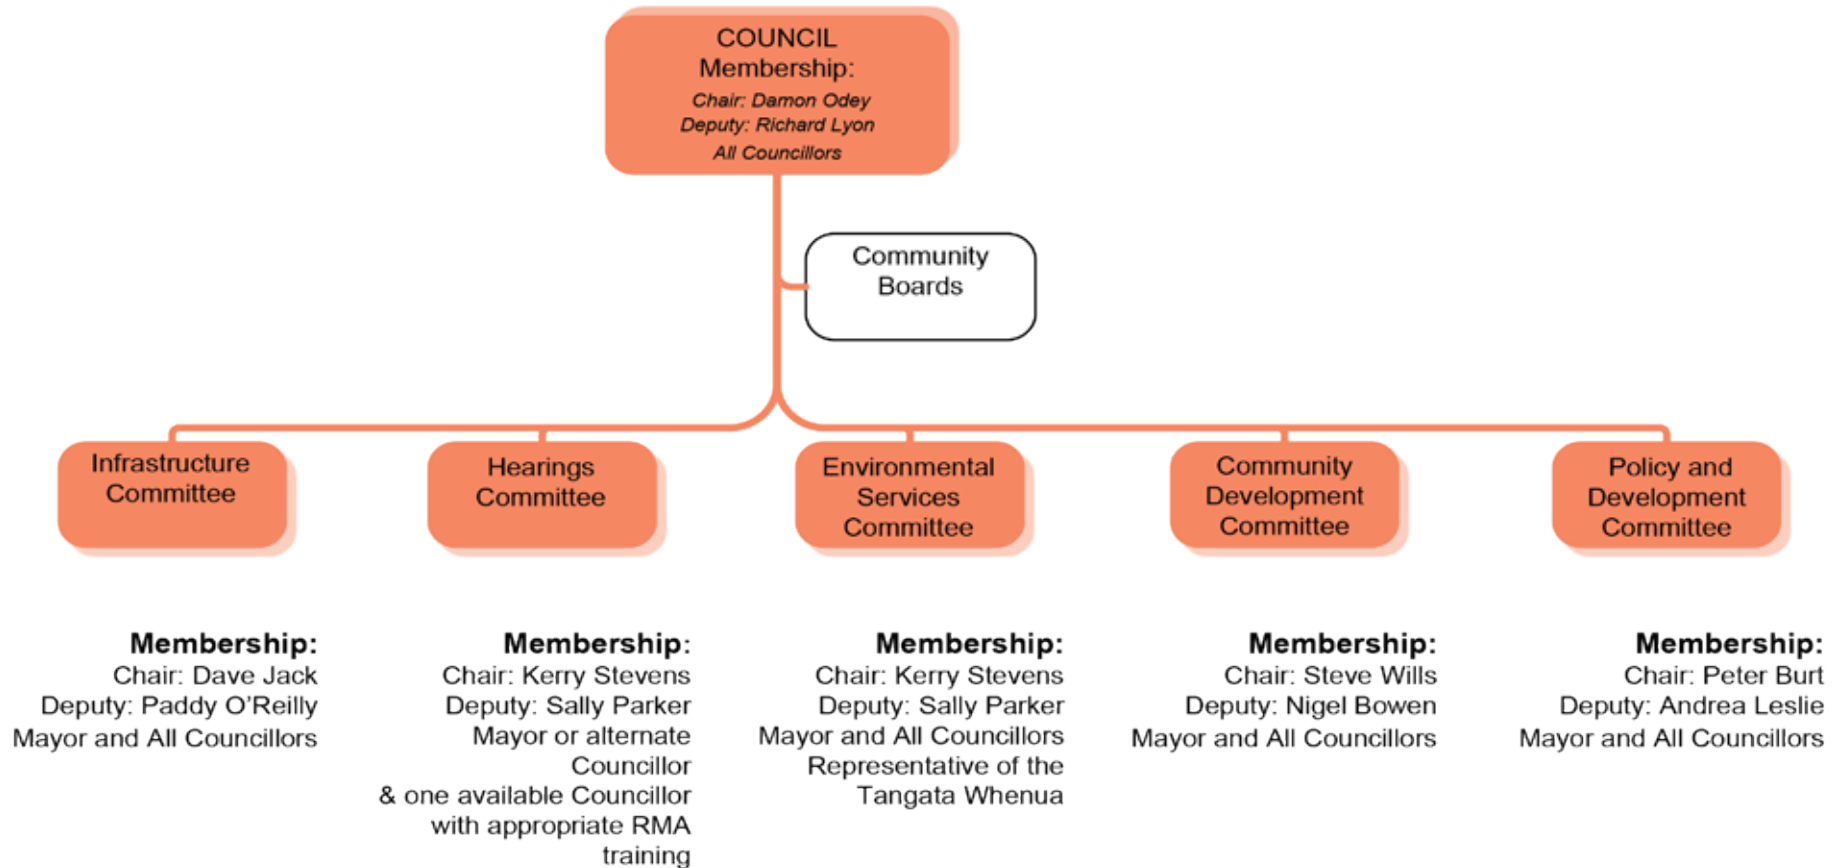 COUNCIL
Membership:
Chair: Damon Odey
Deputy: Richard Lyon
All Councillors
Community
Boards
Infrastructure
Committee
Hearings
Committee
Environmental
Services
Committee
Community
Development
Committee
Policy and
Development
Committee
Membership:
Chair: Dave Jack
Deputy: Paddy O'Reilly
Mayor and All Councillors
Membership:
Chair: Kerry Stevens
Deputy: Sally Parker
Mayor or alternate
Councillor
& one available Councillor
with appropriate RMA
training
Membership:
Chair: Kerry Stevens
Deputy: Sally Parker
Mayor and All Councillors
Representative of the
Tangata Whenua
Membership:
Chair: Steve Wills
Deputy: Nigel Bowen
Mayor and All Councillors
Membership:
Chair: Peter Burt
Deputy: Andrea Leslie
Mayor and All Councillors